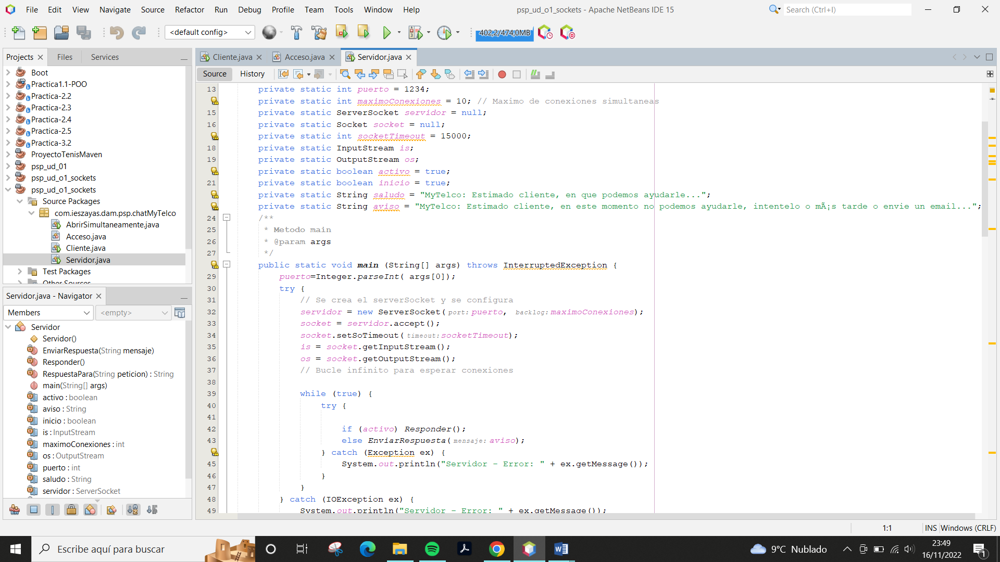 File Edit View Navigate Source Refactor Run Debug Profile Team Tools Window Help
psp_ud_o1_sockets - Apache NetBeans IDE 15
Search (Ctrl+I)
<default config>
402,2/474,0MB
Projects Files Services
Boot
Practica1.1-POO
Practica-2.2
Practica-2.3
Practica-2.4
Practica-2.5
Practica-3.2
ProyectoTenisMaven
psp_ud_01
psp_ud_o1_sockets
psp_ud_o1_sockets
Source Packages
com.ieszayas.dam.psp.chatMyTelco
AbrirSimultaneamente.java
Acceso.java
Cliente.java
Servidor.java
Test Packages
Other Sources
Servidor.java - Navigator
Members <empty>
Servidor
Servidor()
EnviarRespuesta(String mensaje)
Responder()
RespuestaPara(String peticion) : String
main(String[] args)
activo : boolean
aviso : String
inicio : boolean
is : InputStream
maximoConexiones : int
os : OutputStream
puerto : int
saludo : String
servidor : ServerSocket
Cliente.java Acceso.java Servidor.java
Source History
13 private static int puerto = 1234;
private static int maximoConexiones = 10; // Maximo de conexiones simultaneas
15 private static ServerSocket servidor = null;
16 private static Socket socket = null;
private static int socketTimeout = 15000;
18 private static InputStream is;
19 private static OutputStream os;
private static boolean activo = true;
21 private static boolean inicio = true;
private static String saludo = "MyTelco: Estimado cliente, en que podemos ayudarle...";
private static String aviso = "MyTelco: Estimado cliente, en este momento no podemos ayudarle, intentelo o mÃ¡s tarde o envie un email...";
24 /**
25 * Metodo main
26 * @param args
27 */
public static void main (String[] args) throws InterruptedException {
29 puerto=Integer.parseInt( args[0]);
30 try {
31 // Se crea el serverSocket y se configura
32 servidor = new ServerSocket( port: puerto, backlog: maximoConexiones);
33 socket = servidor.accept();
34 socket.setSoTimeout( timeout: socketTimeout);
35 is = socket.getInputStream();
36 os = socket.getOutputStream();
37 // Bucle infinito para esperar conexiones
38
39 while (true) {
40 try {
41
42 if (activo) Responder();
43 else EnviarRespuesta( mensaje: aviso);
} catch (Exception ex) {
45 System.out.println("Servidor - Error: " + ex.getMessage());
46 }
47 }
48 } catch (IOException ex) {
49 System.out.println("Servidor - Error: " + ex.getMessage());
1:1 INS Windows (CRLF)
Escribe aquí para buscar
9°C Nublado
23:49
16/11/2022
1